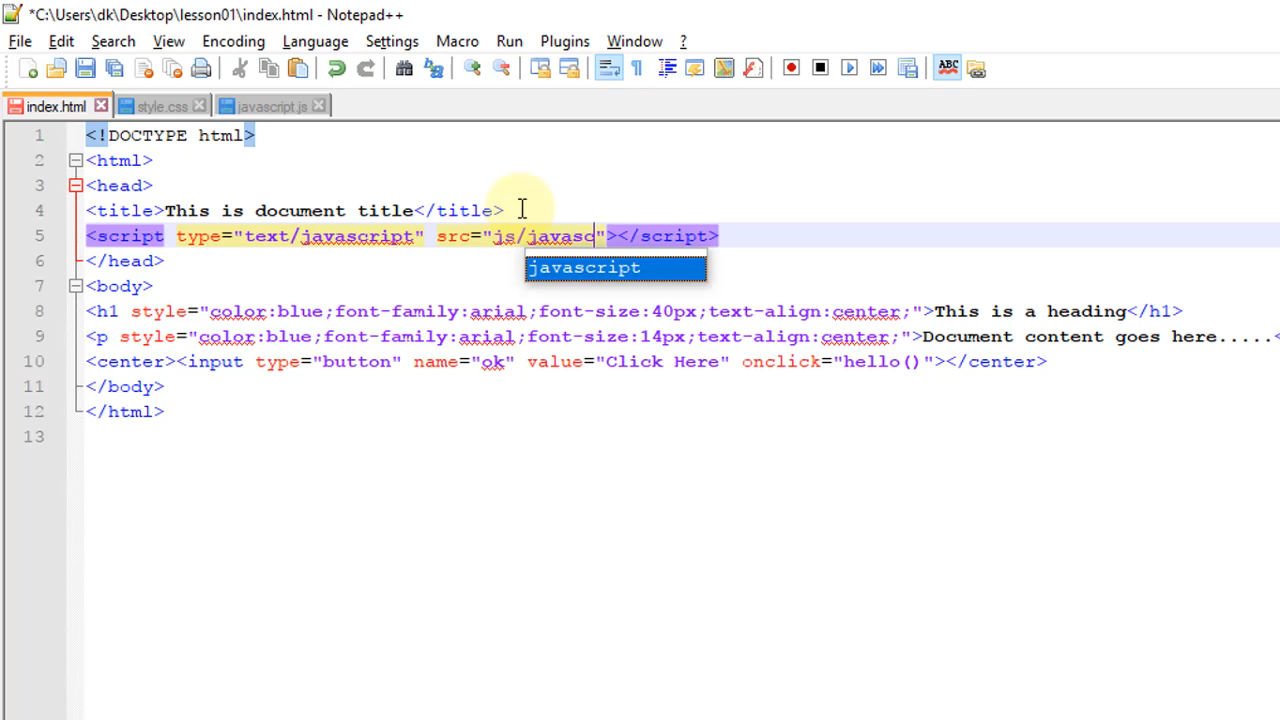 *C:\Users\dk\Desktop\lesson01\index.html - Notepad++
File Edit Search View Encoding Language Settings Macro Run Plugins Window ?
ABC
index.html style.css javascript.js
1 <!DOCTYPE html>
2 <html>
3 <head>
4 <title>This is document title</title>
5 <script type="text/javascript" src="js/javasc"></script>
javascript
6 </head>
7 <body>
8 <h1 style="color:blue;font-family:arial;font-size:40px;text-align:center;">This is a heading</h1>
9 <p style="color:blue;font-family:arial;font-size:14px;text-align:center;">Document content goes here.....<
10 <center><input type="button" name="ok" value="Click Here" onclick="hello()"></center>
11 </body>
12 </html>
13